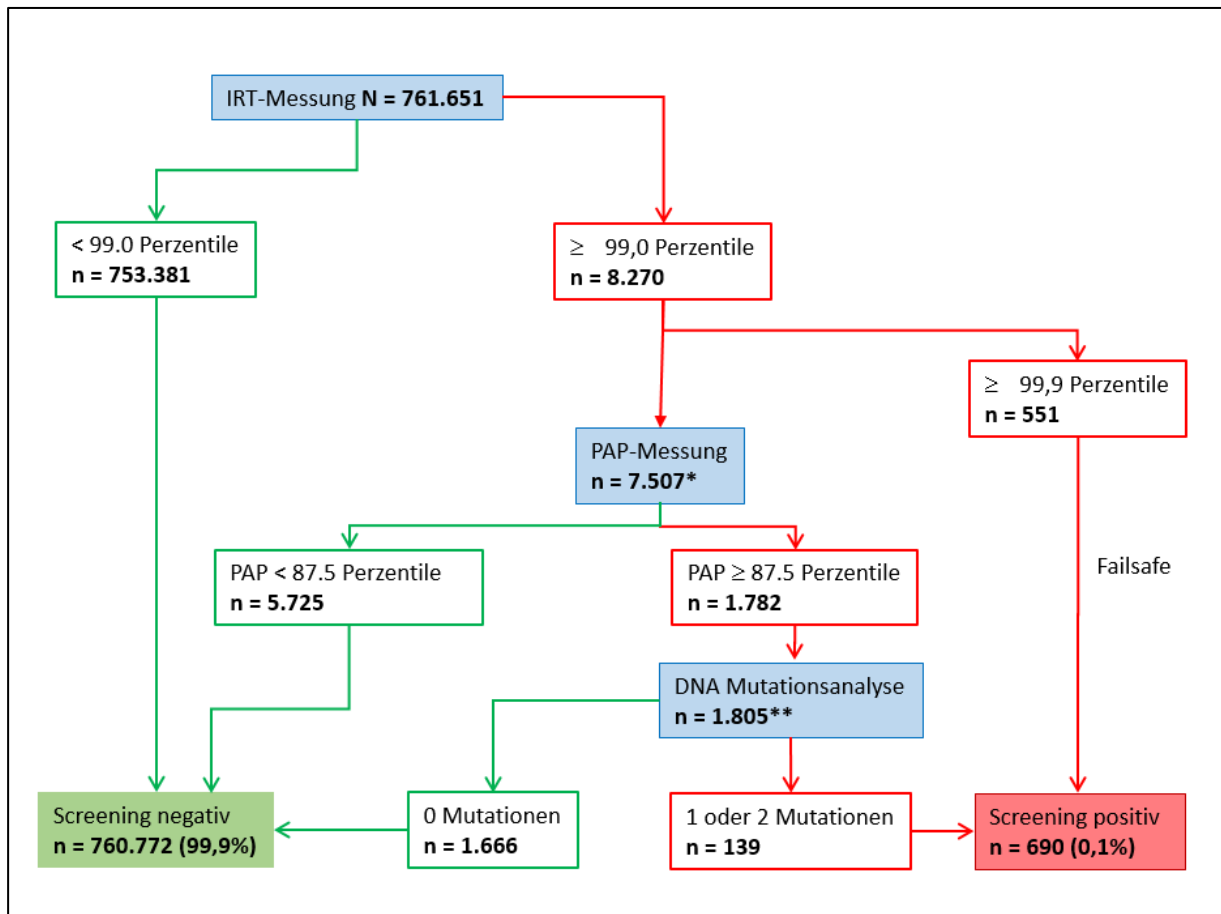 IRT-Messung N = 761.651
< 99.0 Perzentile
n = 753.381
≥ 99,0 Perzentile
n = 8.270
≥ 99,9 Perzentile
n = 551
PAP-Messung
n = 7.507*
PAP < 87.5 Perzentile
n = 5.725
PAP ≥ 87.5 Perzentile
n = 1.782
Failsafe
DNA Mutationsanalyse
n = 1.805**
Screening negativ
n = 760.772 (99,9%)
0 Mutationen
n = 1.666
1 oder 2 Mutationen
n = 139
Screening positiv
n = 690 (0,1%)